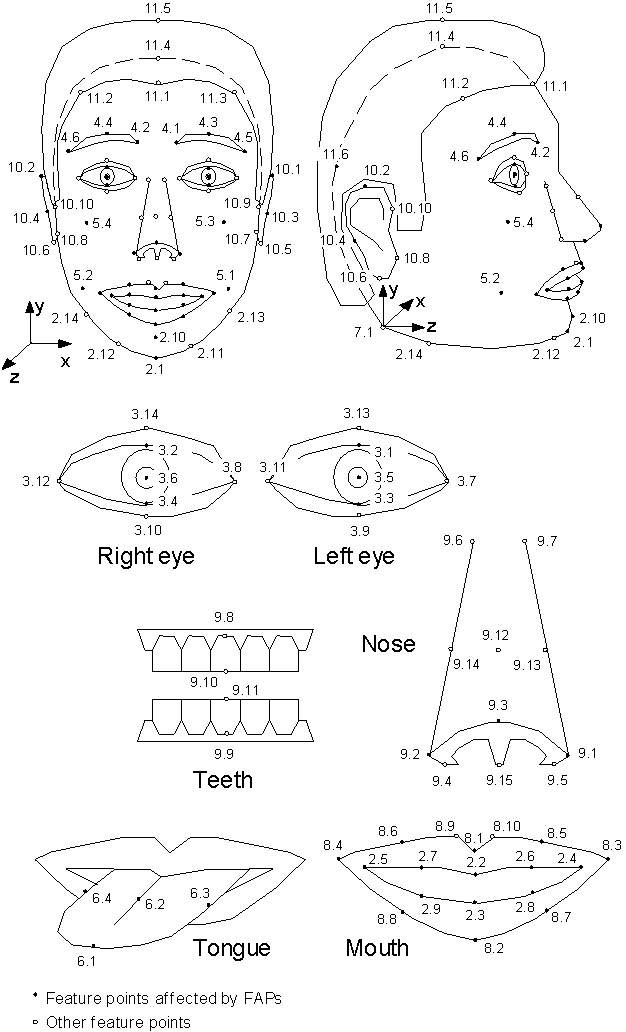 11.5 11.5
11.4 11.4
11.2 11.1 11.3 11.2 11.1
4.4 4.3 4.4
4.6 4.2 4.1 4.5 4.6 4.2
11.6
10.2 10.1 10.2
10.10 10.9 10.10
10.4 5.4 5.3 10.3 5.4
10.6 10.8 10.7 10.5 10.4 10.8
10.6
5.2 5.1 5.2
y y x
2.14 2.13 z 2.10
x 2.10 7.1
z 2.12 2.11 2.14 2.12 2.1
2.1
3.14 3.13
3.2 3.1
3.12 3.6 3.8 3.11 3.5 3.7
3.4 3.3
3.10 3.9
Right eye Left eye
9.6 9.7
9.8
Nose 9.12
9.14 9.13
9.10 9.11
9.3
9.9 9.2 9.1
Teeth 9.4 9.15 9.5
8.6 8.9 8.1 8.10 8.5
8.4 2.5 2.7 2.2 2.6 2.4 8.3
6.4 6.2 6.3
8.8 2.9 2.3 2.8 8.7
6.1 Tongue Mouth 8.2
Feature points affected by FAPs
Other feature points